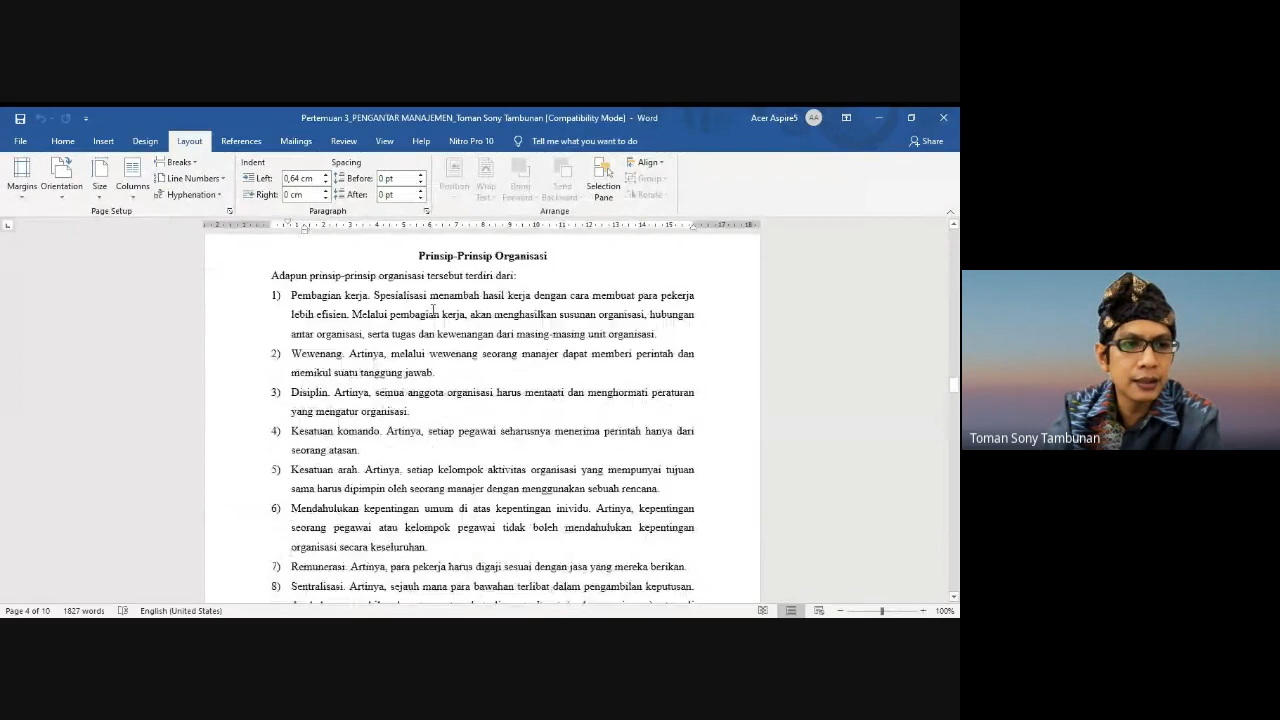 Pertemuan 3_PENGANTAR MANAJEMEN_Toman Sony Tambunan [Compatibility Mode] - Word
Acer Aspire5
AA
File Home Insert Design Layout References Mailings Review View Help Nitro PDF 10 Tell me what you want to do
Share
Margins Orientation Size Columns
Breaks
Line Numbers
Hyphenation
Page Setup
Indent
Left: 0,64 cm
Right: 0 cm
Spacing
Before: 0 pt
After: 0 pt
Paragraph
Position
Wrap Text
Bring Forward
Send Backward
Selection Pane
Align
Group
Rotate
Arrange
Prinsip-Prinsip Organisasi
Adapun prinsip-prinsip organisasi tersebut terdiri dari:
1) Pembagian kerja. Spesialisasi menambah hasil kerja dengan cara membuat para pekerja
lebih efisien. Melalui pembagian kerja, akan menghasilkan susunan organisasi, hubungan
antar organisasi, serta tugas dan kewenangan dari masing-masing unit organisasi.
2) Wewenang. Artinya, melalui wewenang seorang manajer dapat memberi perintah dan
memikul suatu tanggung jawab.
3) Disiplin. Artinya, semua anggota organisasi harus mentaati dan menghormati peraturan
yang mengatur organisasi.
4) Kesatuan komando. Artinya, setiap pegawai seharusnya menerima perintah hanya dari
seorang atasan.
5) Kesatuan arah. Artinya, setiap kelompok aktivitas organisasi yang mempunyai tujuan
sama harus dipimpin oleh seorang manajer dengan menggunakan sebuah rencana.
6) Mendahulukan kepentingan umum di atas kepentingan inividu. Artinya, kepentingan
seorang pegawai atau kelompok pegawai tidak boleh mendahulukan kepentingan
organisasi secara keseluruhan.
7) Remunerasi. Artinya, para pekerja harus digaji sesuai dengan jasa yang mereka berikan.
8) Sentralisasi. Artinya, sejauh mana para bawahan terlibat dalam pengambilan keputusan.
Page 4 of 10
1827 words
English (United States)
100%
Toman Sony Tambunan